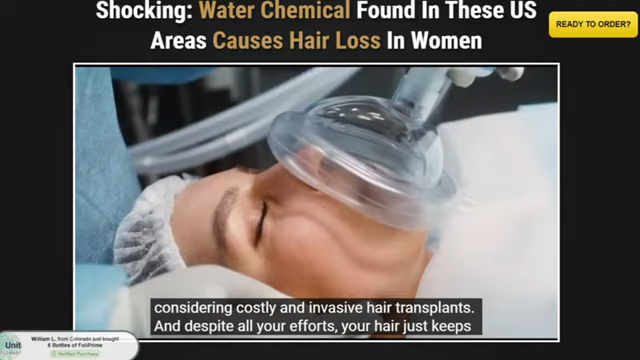 Shocking: Water Chemical Found In These US
Areas Causes Hair Loss In Women
READY TO ORDER?
considering costly and invasive hair transplants.
And despite all your efforts, your hair just keeps
Unit
William L. from Colorado just bought
6 Bottles of FoliPrime
Verified Purchase